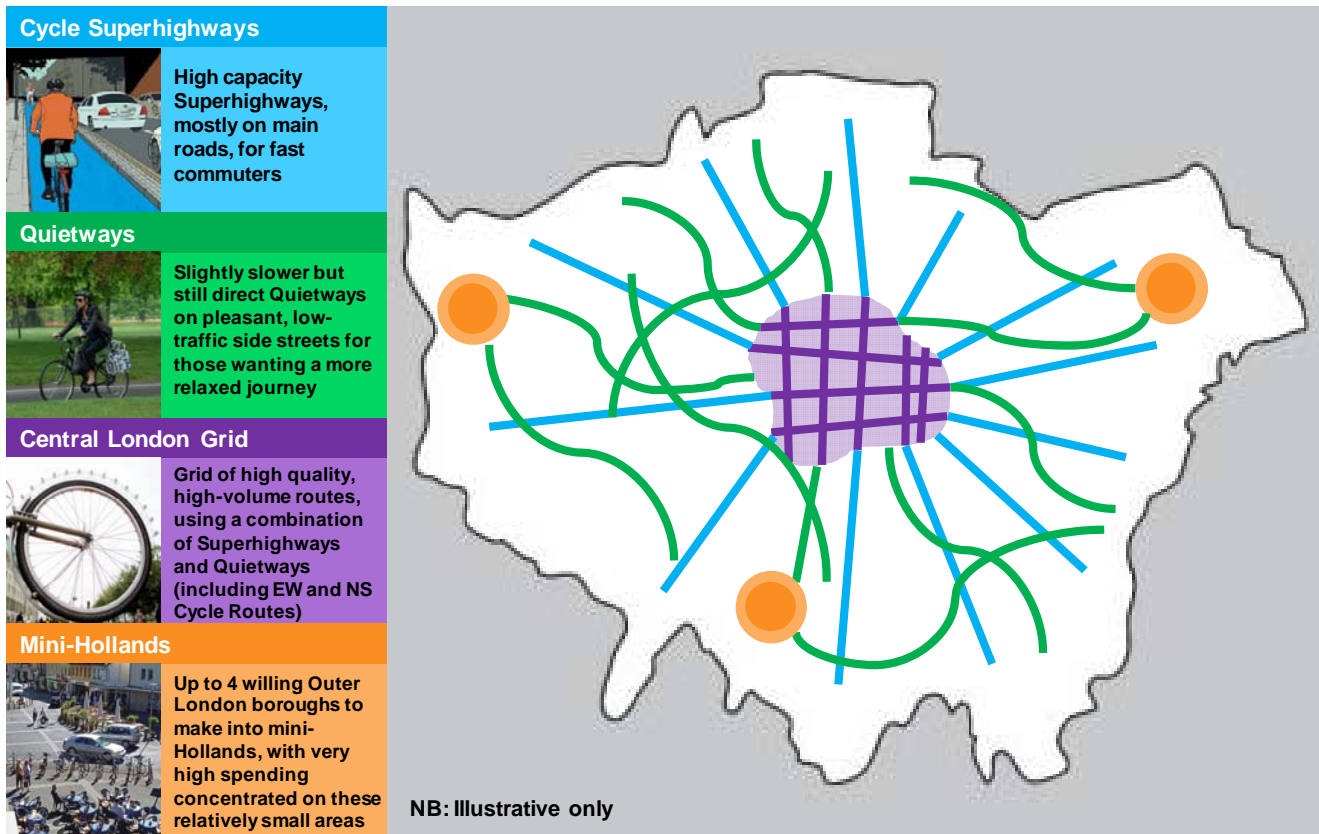 Cycle Superhighways
High capacity
Superhighways,
mostly on main
roads, for fast
commuters
Quietways
Slightly slower but
still direct Quietways
on pleasant, low-
traffic side streets for
those wanting a more
relaxed journey
Central London Grid
Grid of high quality,
high-volume routes,
using a combination
of Superhighways
and Quietways
(including EW and NS
Cycle Routes)
Mini-Hollands
Up to 4 willing Outer
London boroughs to
make into mini-
Hollands, with very
high spending
concentrated on these
relatively small areas
NB: Illustrative only